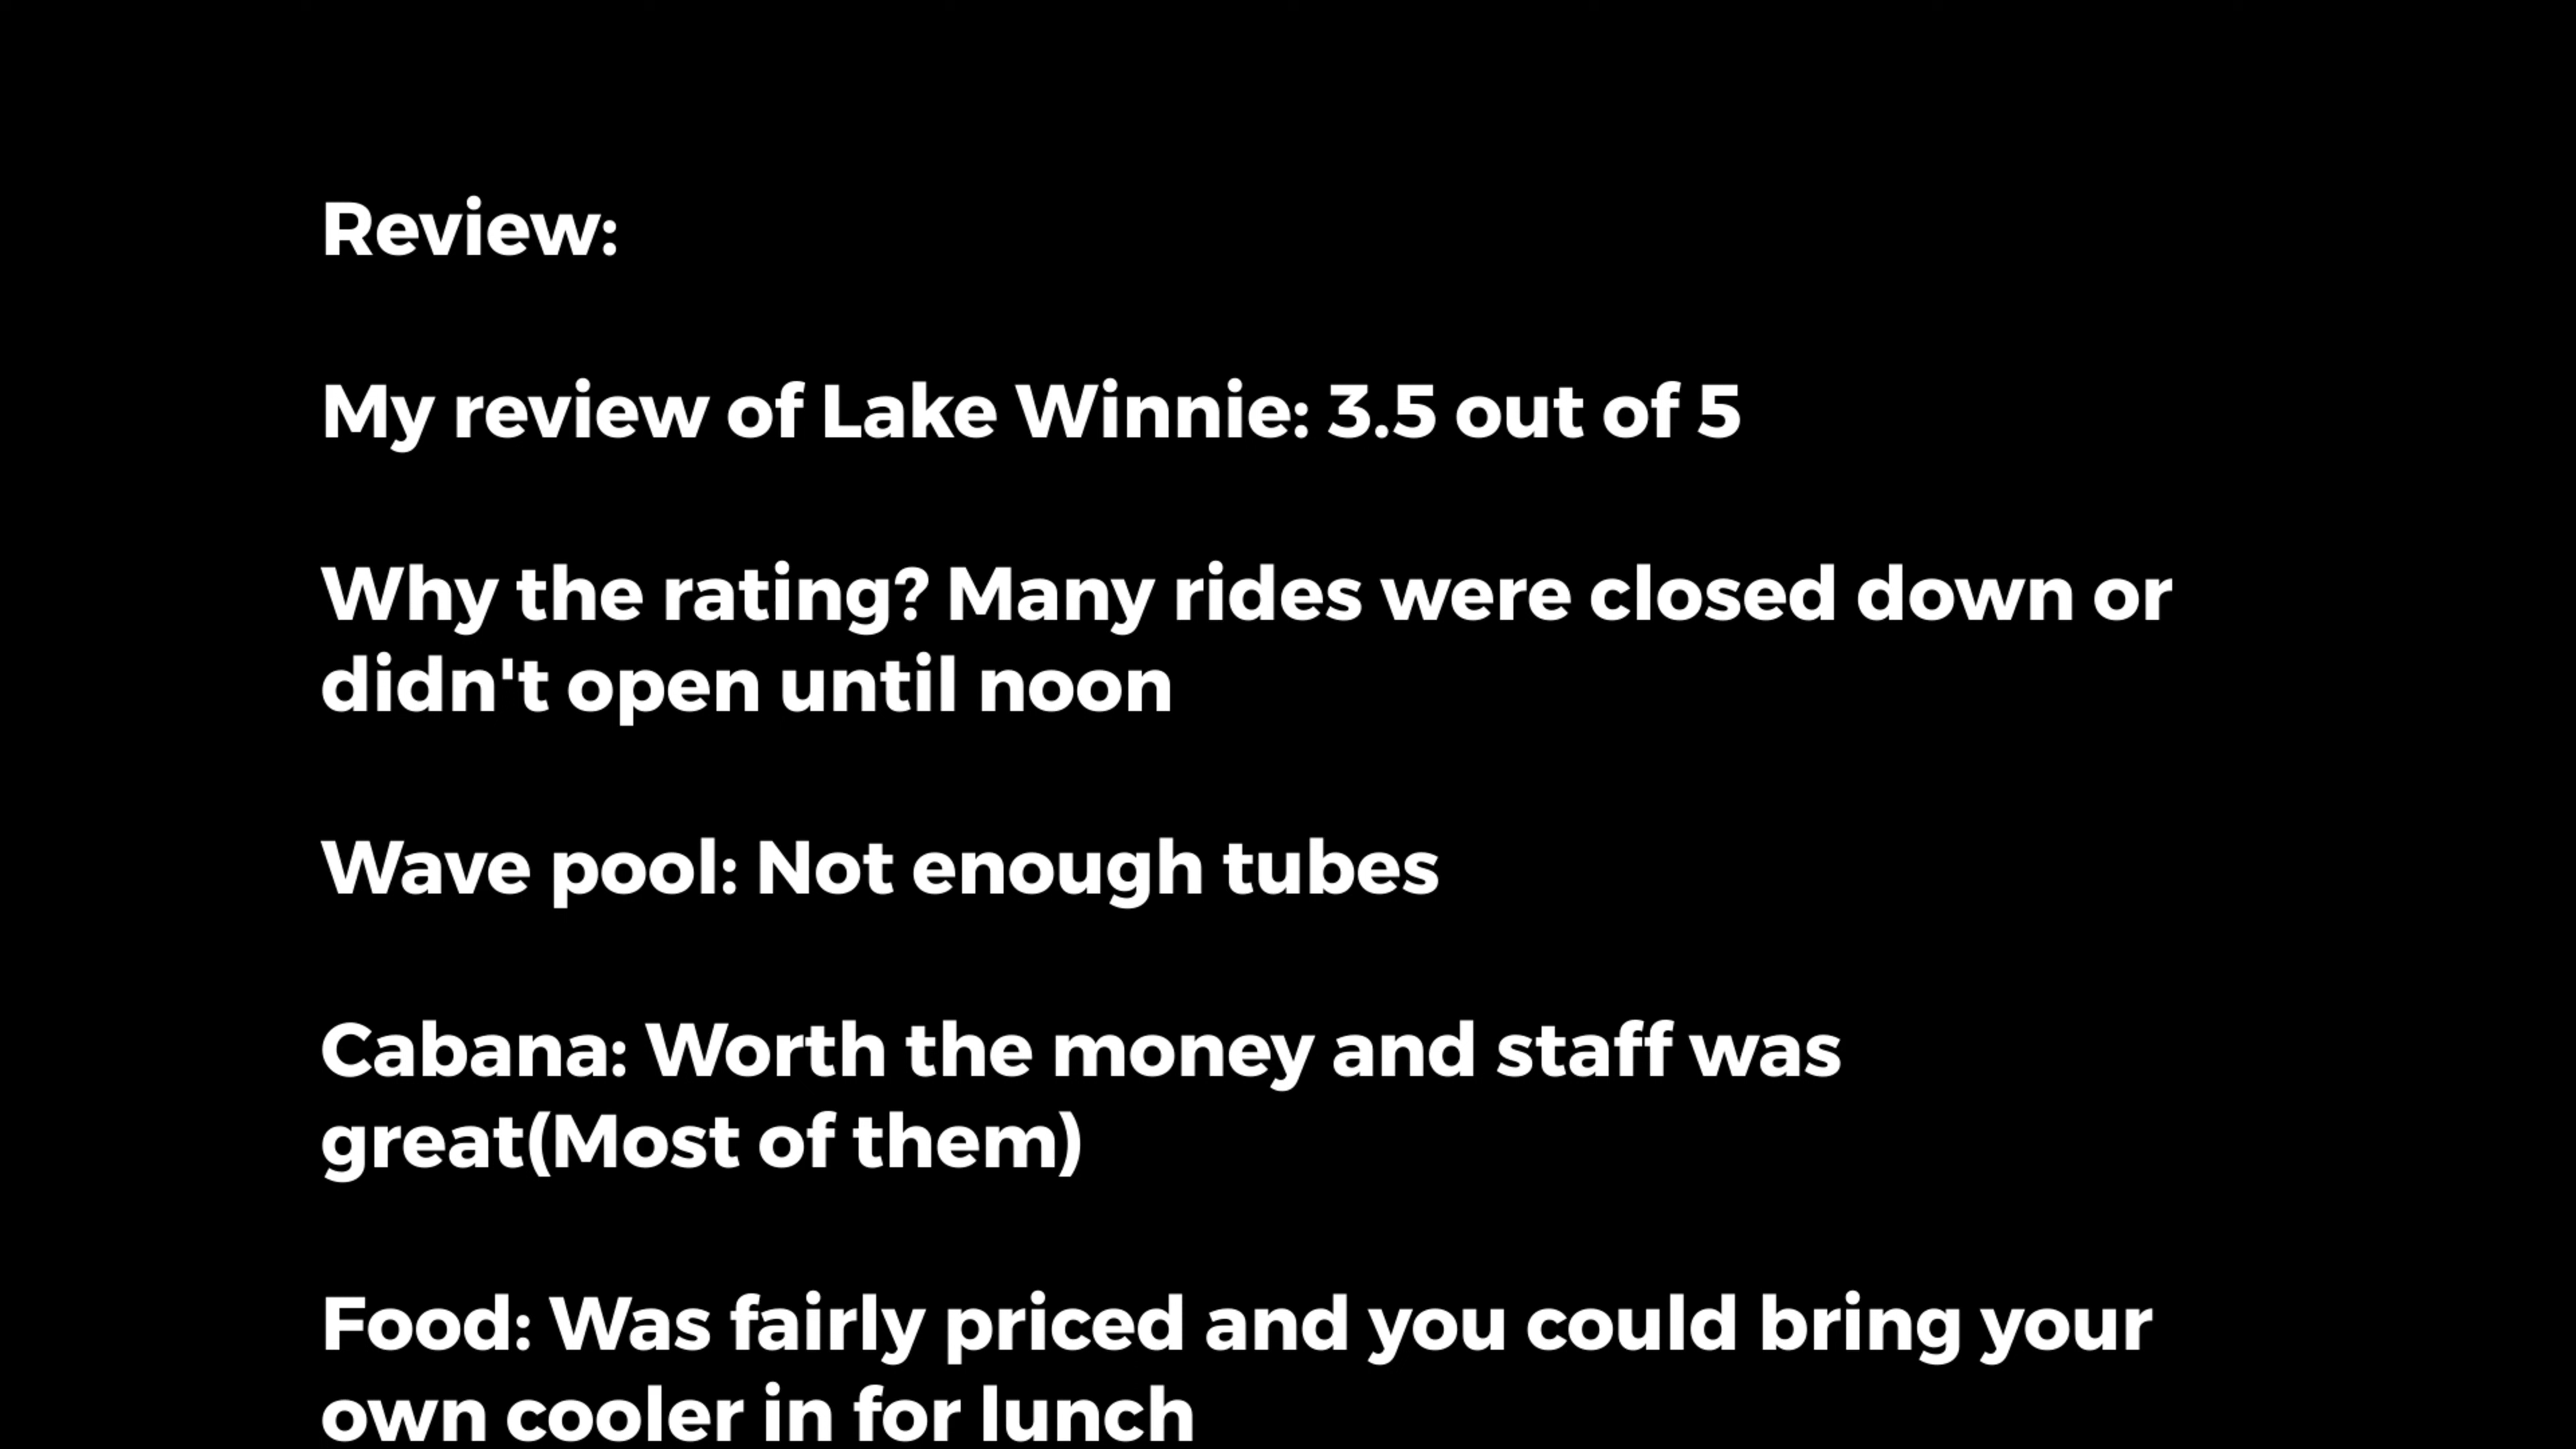 Review:
My review of Lake Winnie: 3.5 out of 5
Why the rating? Many rides were closed down or
didn't open until noon
Wave pool: Not enough tubes
Cabana: Worth the money and staff was
great(Most of them)
Food: Was fairly priced and you could bring your
own cooler in for lunch